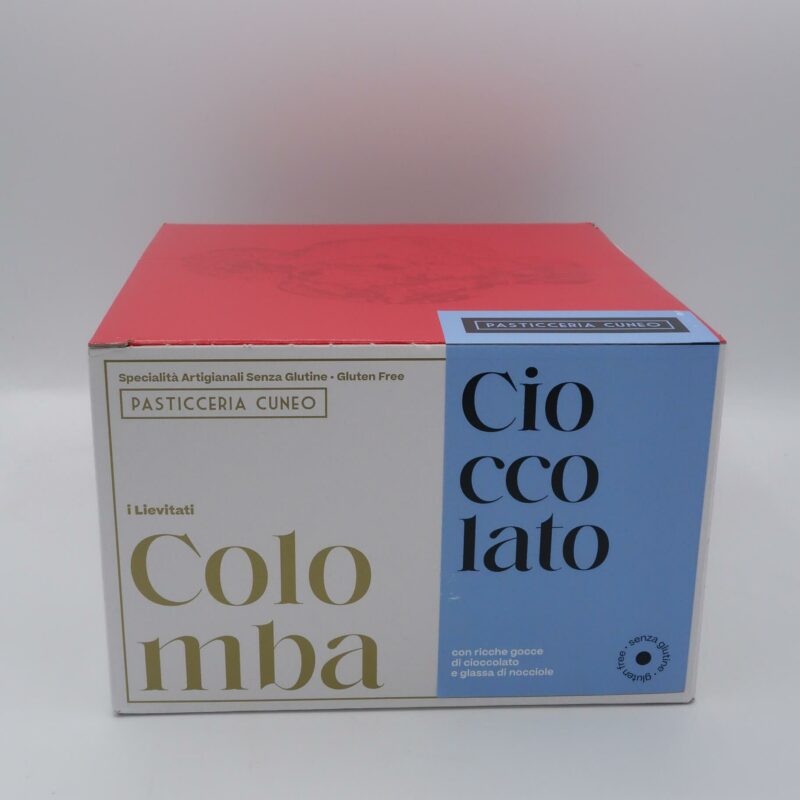 PASTICCERIA CUNEO
Specialità Artigianali Senza Glutine • Gluten Free
PASTICCERIA CUNEO
i Lievitati
Colo
mba
Cio
cco
lato
con ricche gocce
di cioccolato
e glassa di nocciole
senza glutine • gluten free •